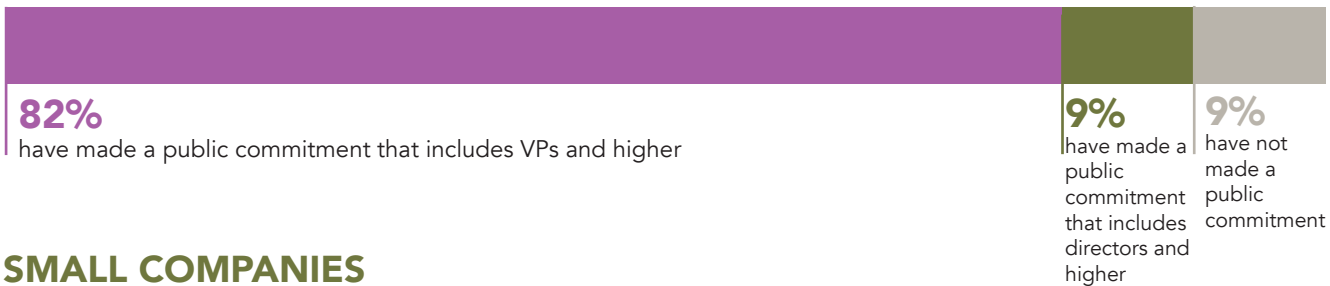 82%
have made a public commitment that includes VPs and higher
9%
have made a
public
commitment
that includes
directors and
higher
9%
have not
made a
public
commitment
SMALL COMPANIES